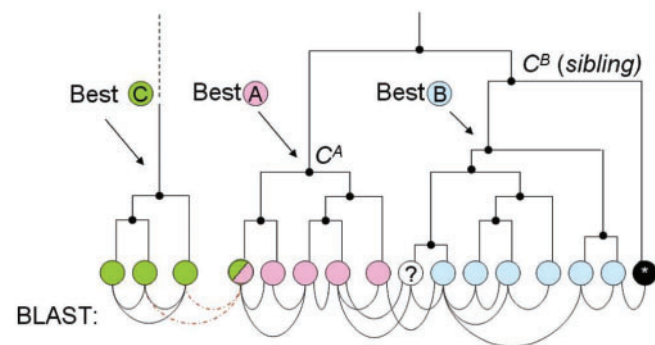 C^B (sibling)
Best C
Best A
Best B
C^A
?
*
BLAST: